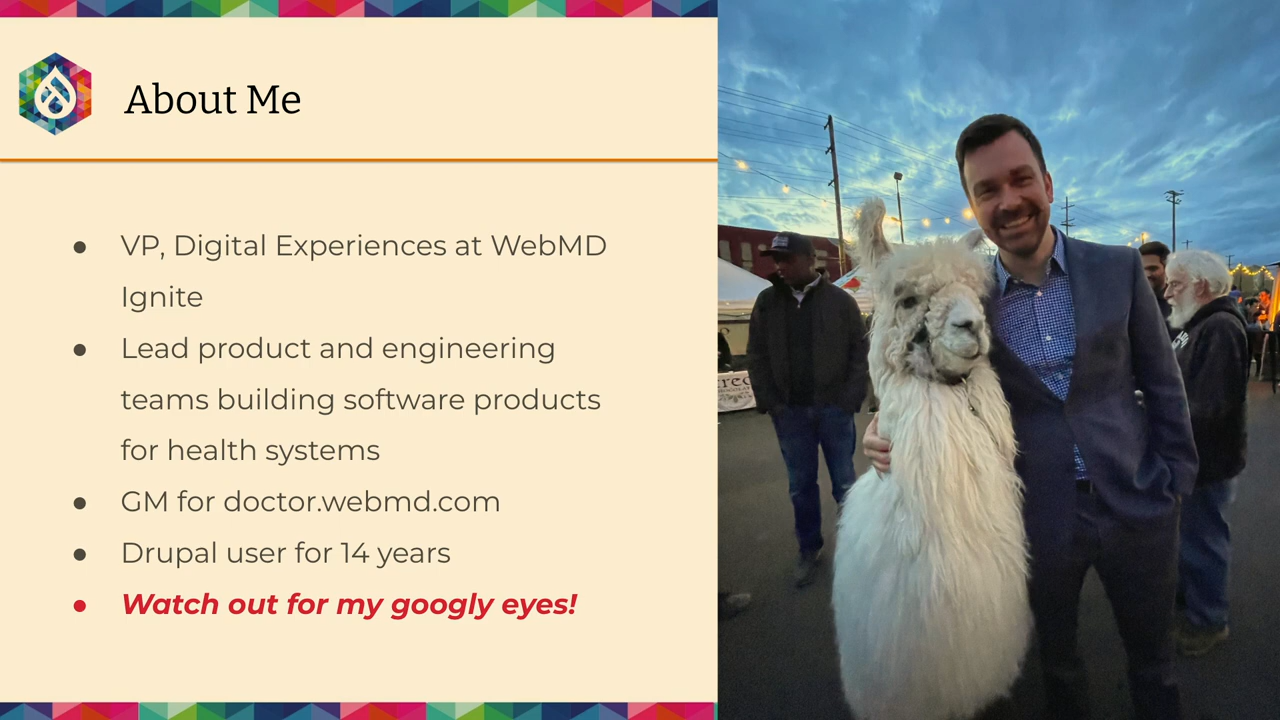 About Me
● VP, Digital Experiences at WebMD
Ignite
● Lead product and engineering
teams building software products
for health systems
● GM for doctor.webmd.com
● Drupal user for 14 years
● Watch out for my googly eyes!